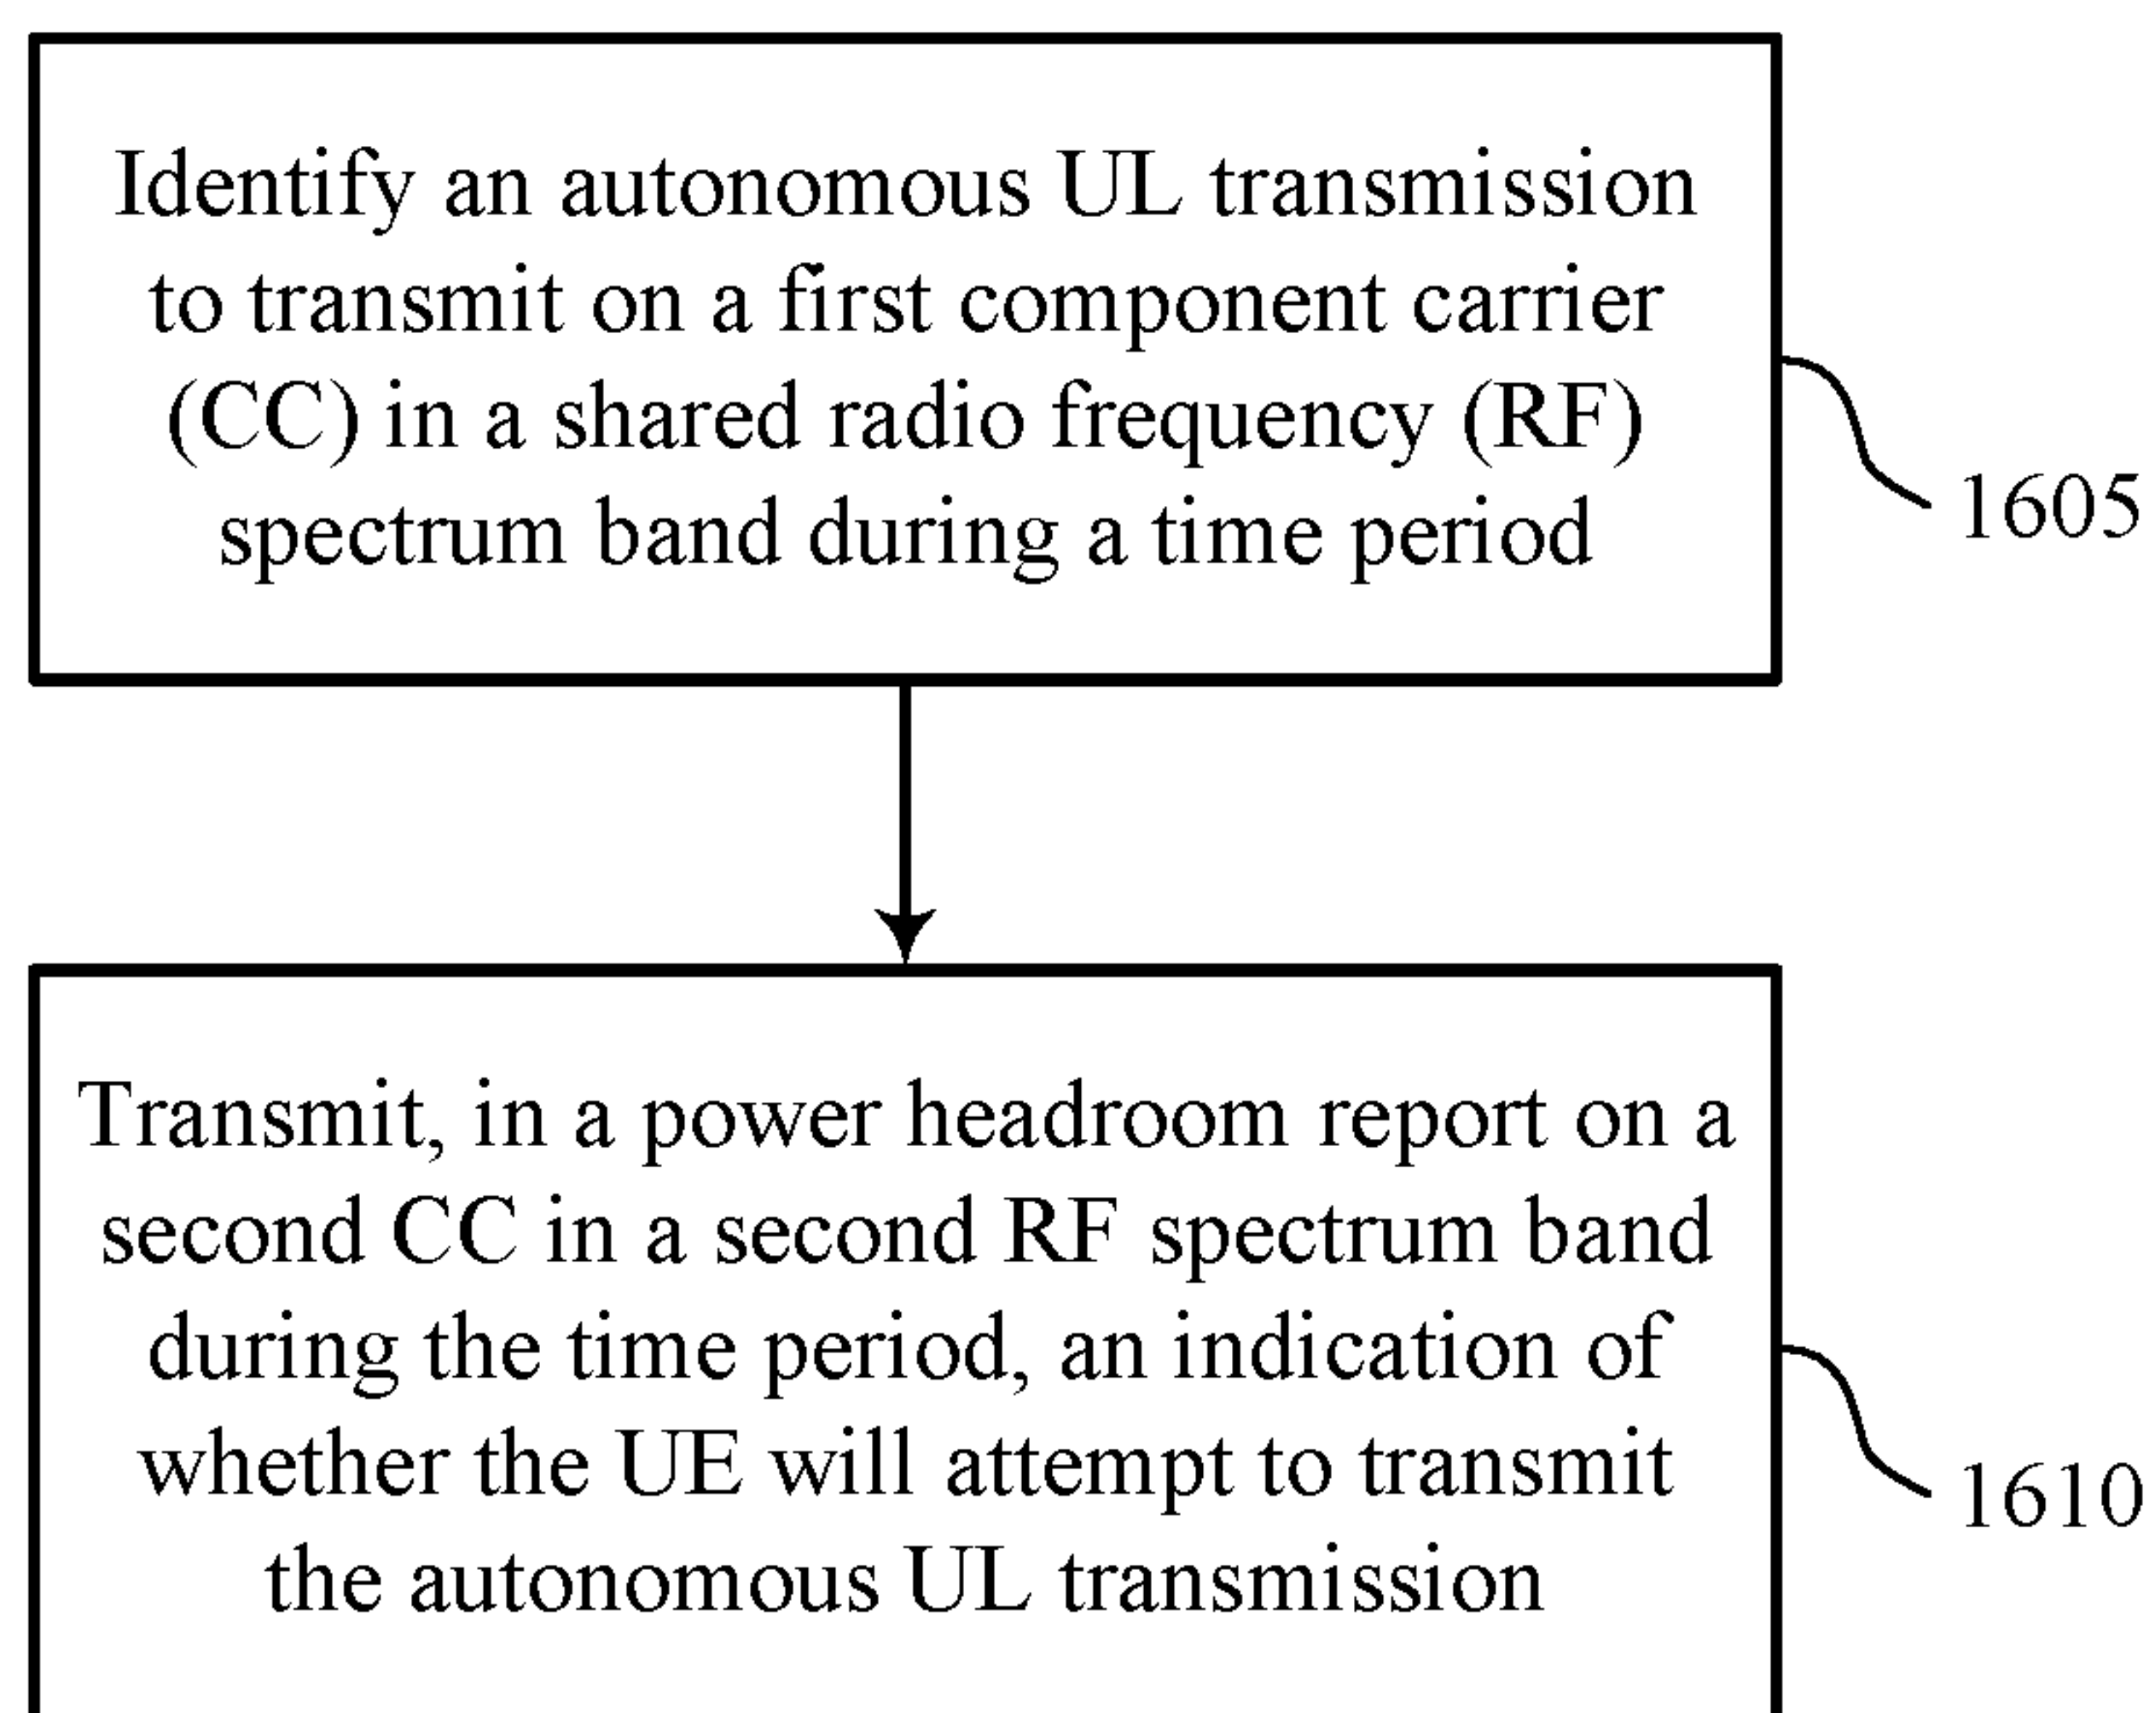 Identify an autonomous UL transmission
to transmit on a first component carrier
(CC) in a shared radio frequency (RF)
spectrum band during a time period
1605
Transmit, in a power headroom report on a
second CC in a second RF spectrum band
during the time period, an indication of
whether the UE will attempt to transmit
the autonomous UL transmission
1610